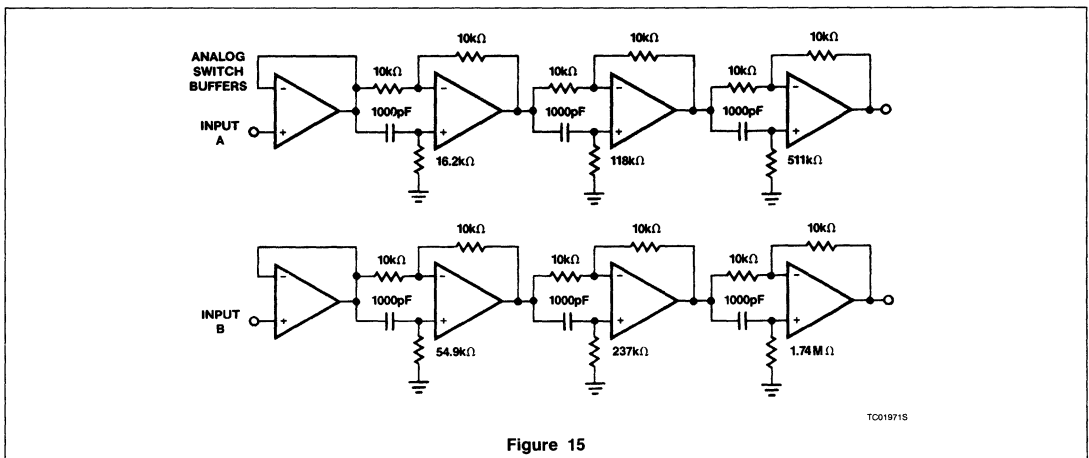 ANALOG
SWITCH
BUFFERS
INPUT
A
10kΩ
10kΩ
1000pF
16.2kΩ
10kΩ
10kΩ
1000pF
118kΩ
10kΩ
10kΩ
1000pF
511kΩ
INPUT
B
10kΩ
10kΩ
1000pF
54.9kΩ
10kΩ
10kΩ
1000pF
237kΩ
10kΩ
10kΩ
1000pF
1.74MΩ
- + - + - + - +
- + - + - + - +
TC01971S
Figure 15